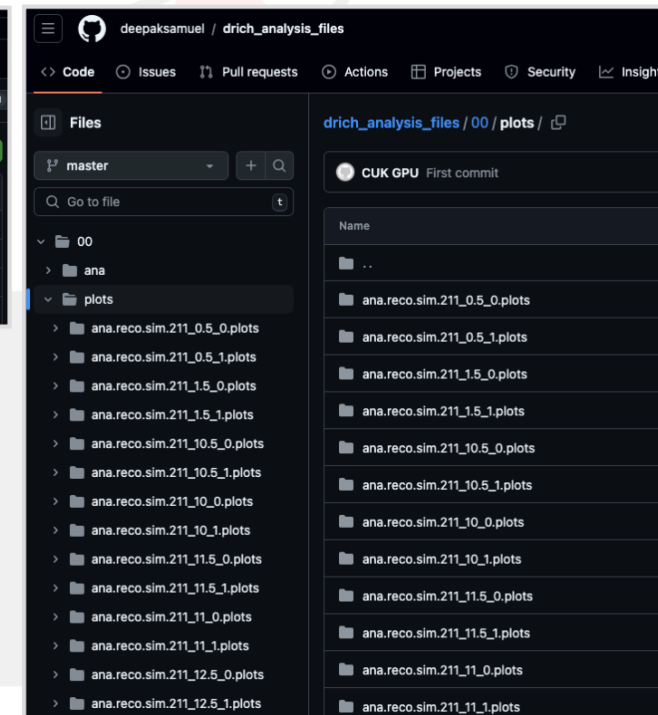 deepaksamuel / drich_analysis_files
<> Code Issues Pull requests Actions Projects Security Insight
Files
master
Go to file t
00
ana
plots
ana.reco.sim.211_0.5_0.plots
ana.reco.sim.211_0.5_1.plots
ana.reco.sim.211_1.5_0.plots
ana.reco.sim.211_1.5_1.plots
ana.reco.sim.211_10.5_0.plots
ana.reco.sim.211_10.5_1.plots
ana.reco.sim.211_10_0.plots
ana.reco.sim.211_10_1.plots
ana.reco.sim.211_11.5_0.plots
ana.reco.sim.211_11.5_1.plots
ana.reco.sim.211_11_0.plots
ana.reco.sim.211_11_1.plots
ana.reco.sim.211_12.5_0.plots
ana.reco.sim.211_12.5_1.plots
drich_analysis_files / 00 / plots /
CUK GPU First commit
Name
..
ana.reco.sim.211_0.5_0.plots
ana.reco.sim.211_0.5_1.plots
ana.reco.sim.211_1.5_0.plots
ana.reco.sim.211_1.5_1.plots
ana.reco.sim.211_10.5_0.plots
ana.reco.sim.211_10.5_1.plots
ana.reco.sim.211_10_0.plots
ana.reco.sim.211_10_1.plots
ana.reco.sim.211_11.5_0.plots
ana.reco.sim.211_11.5_1.plots
ana.reco.sim.211_11_0.plots
ana.reco.sim.211_11_1.plots